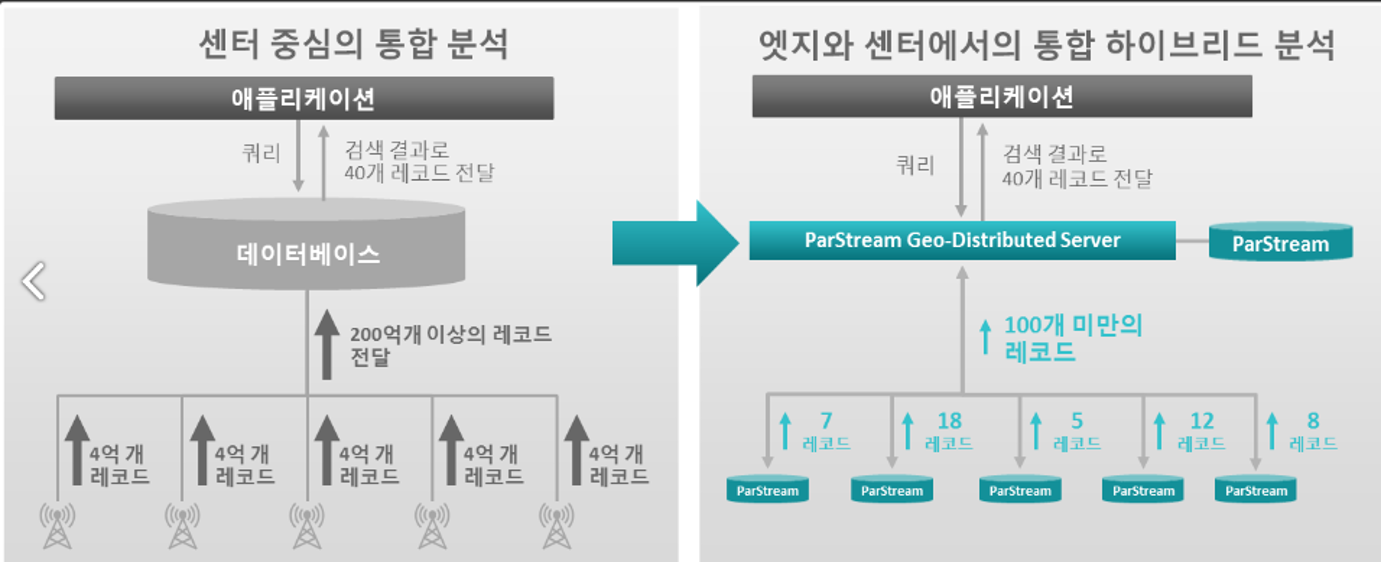 센터 중심의 통합 분석
애플리케이션
쿼리
검색 결과로
40개 레코드 전달
데이터베이스
200억개 이상의 레코드
전달
4억 개
레코드
4억 개
레코드
4억 개
레코드
4억 개
레코드
4억 개
레코드
엣지와 센터에서의 통합 하이브리드 분석
애플리케이션
쿼리
검색 결과로
40개 레코드 전달
ParStream Geo-Distributed Server
ParStream
100개 미만의
레코드
7
레코드
18
레코드
5
레코드
12
레코드
8
레코드
ParStream
ParStream
ParStream
ParStream
ParStream